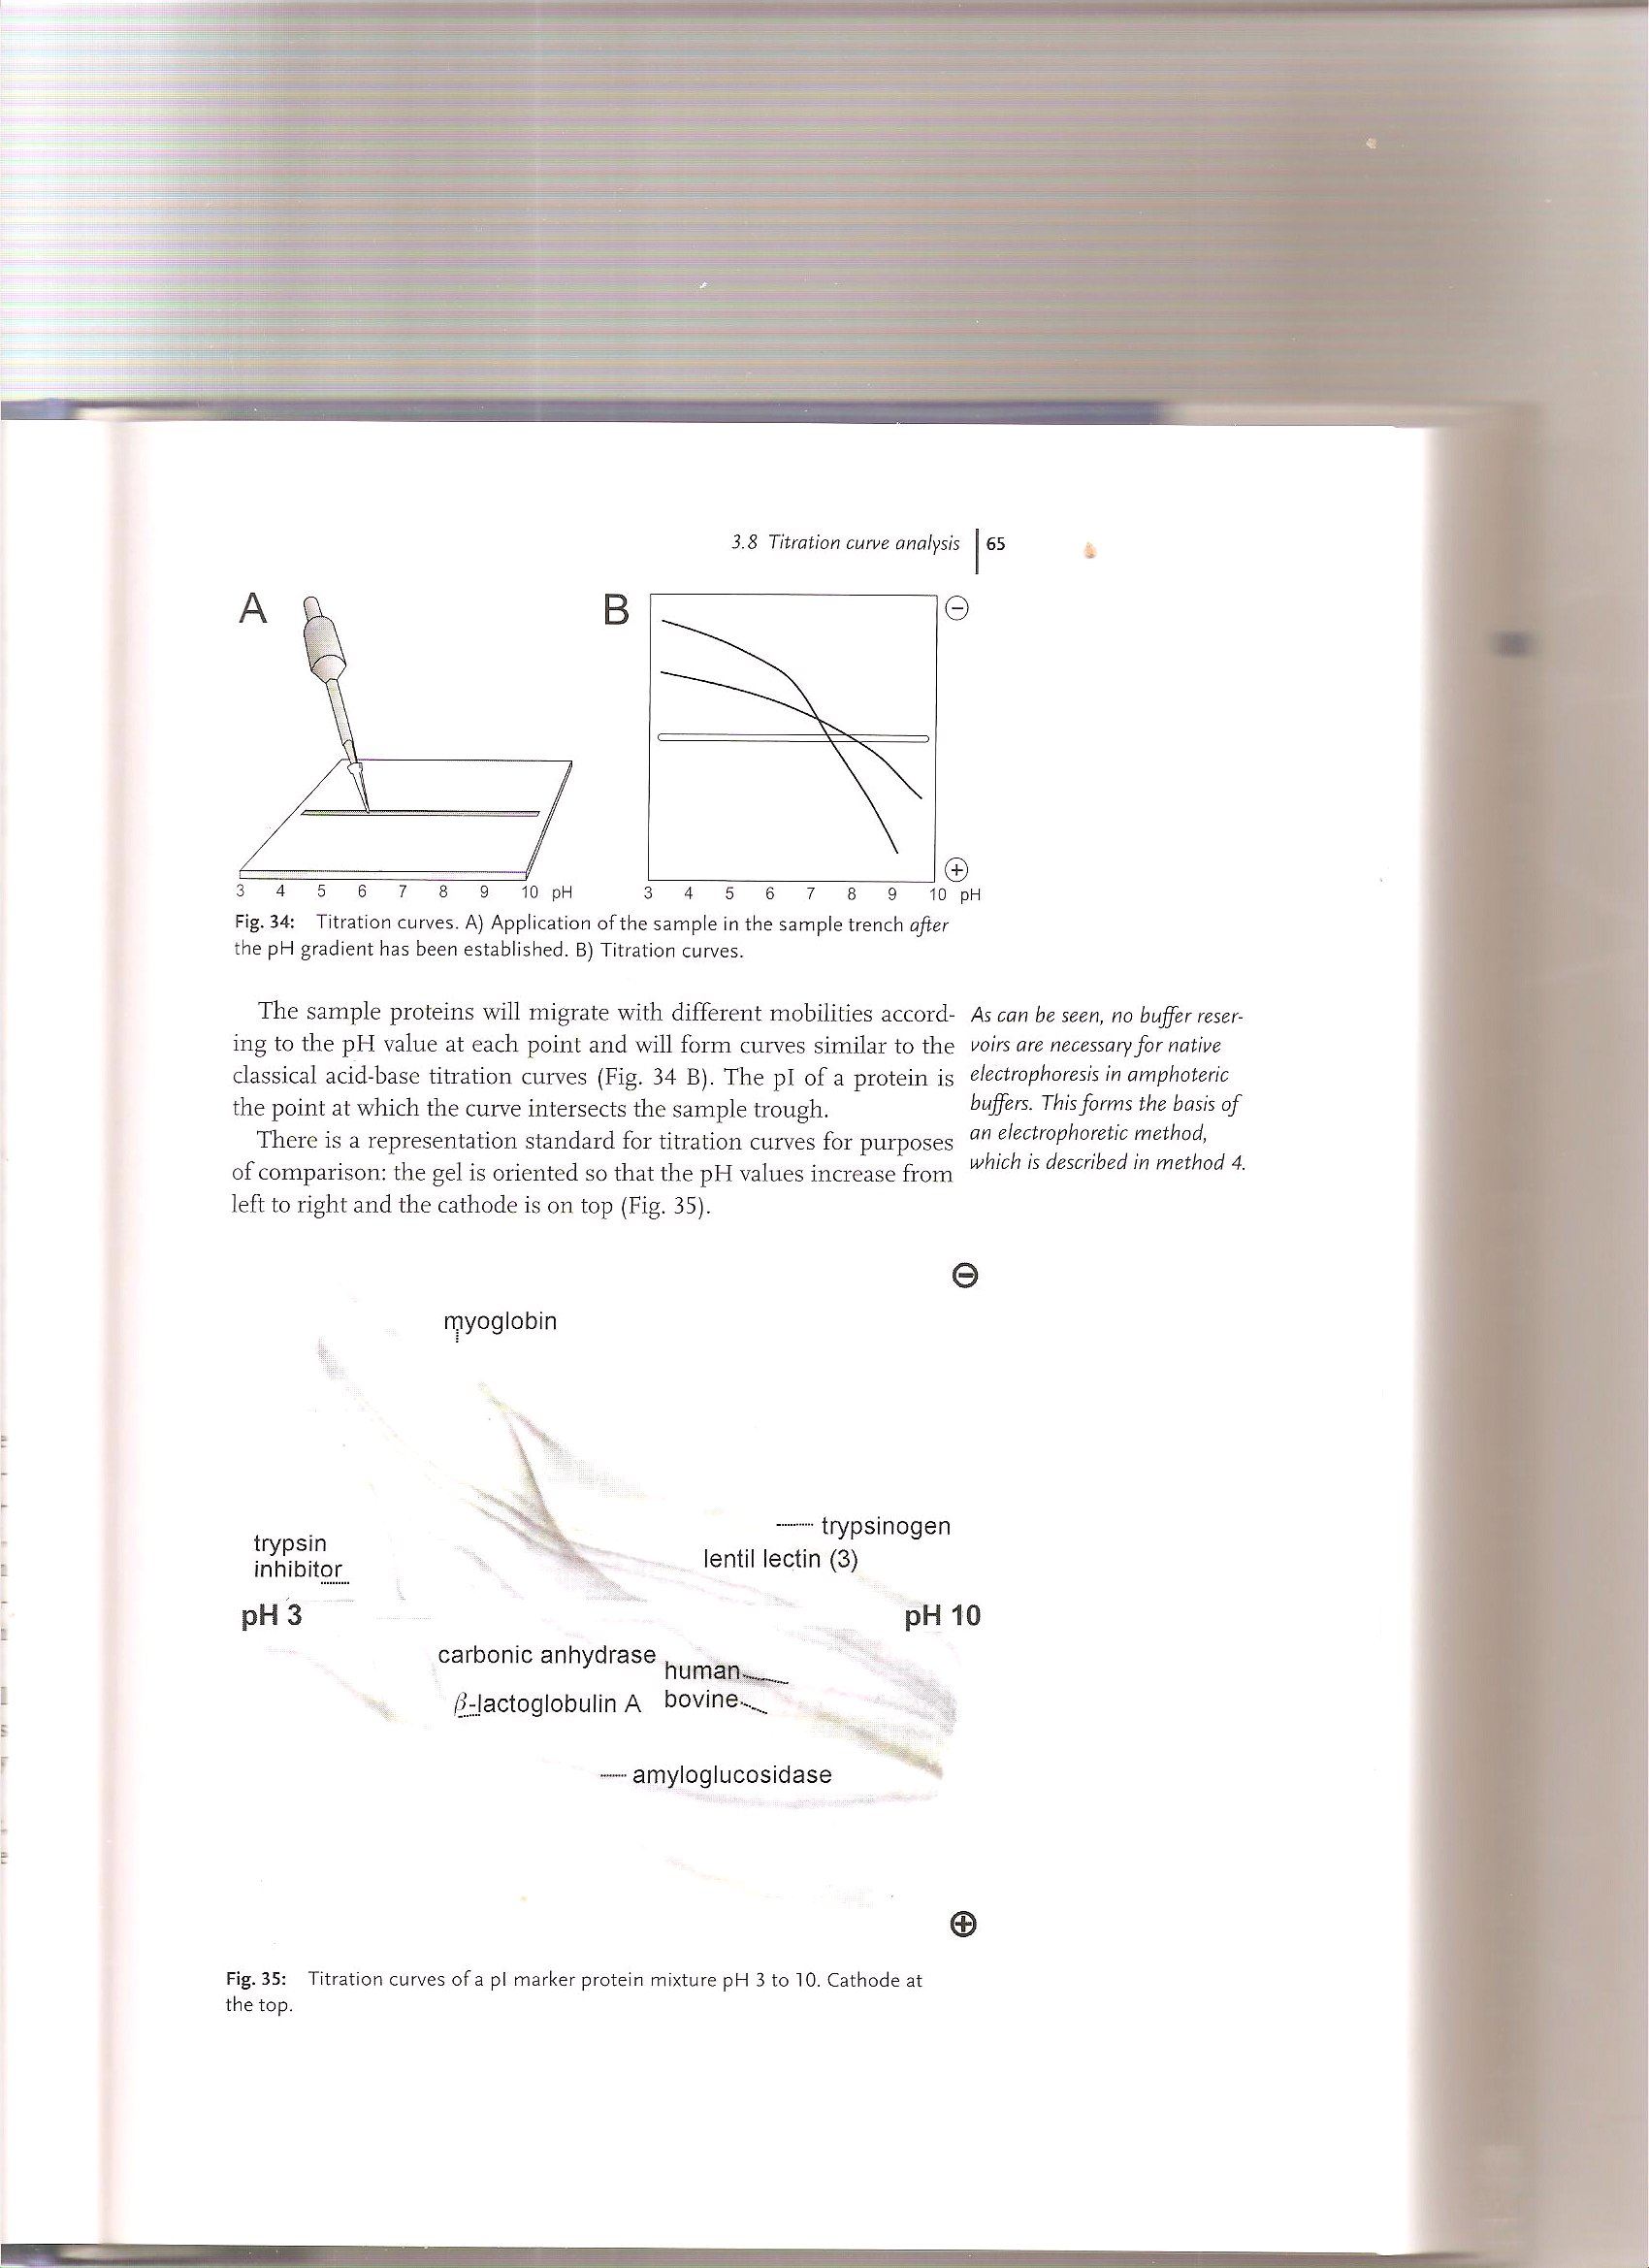 3.8 Titration curve analysis 65
A
B
−
+
3 4 5 6 7 8 9 10 pH
3 4 5 6 7 8 9 10 pH
Fig. 34: Titration curves. A) Application of the sample in the sample trench after
the pH gradient has been established. B) Titration curves.
The sample proteins will migrate with different mobilities accord-
ing to the pH value at each point and will form curves similar to the
classical acid-base titration curves (Fig. 34 B). The pI of a protein is
the point at which the curve intersects the sample trough.
There is a representation standard for titration curves for purposes
of comparison: the gel is oriented so that the pH values increase from
left to right and the cathode is on top (Fig. 35).
As can be seen, no buffer reser-
voirs are necessary for native
electrophoresis in amphoteric
buffers. This forms the basis of
an electrophoretic method,
which is described in method 4.
−
myoglobin
trypsinogen
lentil lectin (3)
trypsin
inhibitor
pH 3
pH 10
carbonic anhydrase
human
bovine
β-lactoglobulin A
amyloglucosidase
+
Fig. 35: Titration curves of a pI marker protein mixture pH 3 to 10. Cathode at
the top.